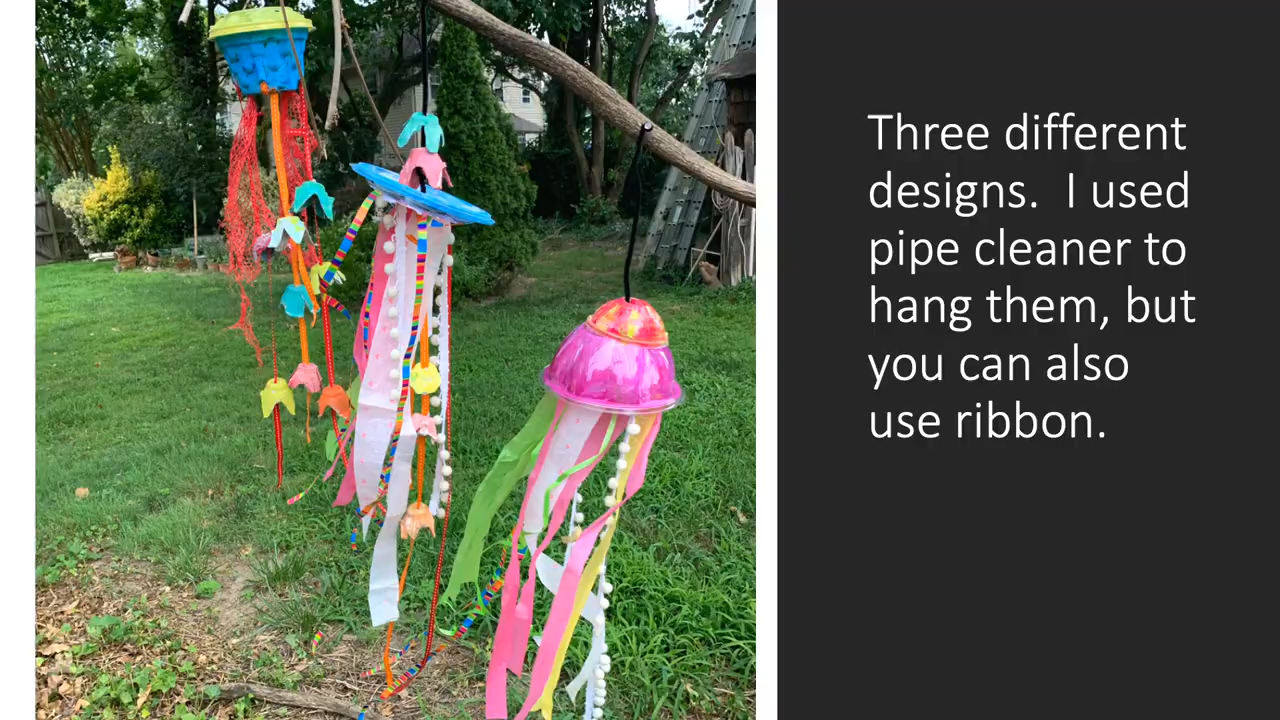 Three different
designs.  I used
pipe cleaner to
hang them, but
you can also
use ribbon.